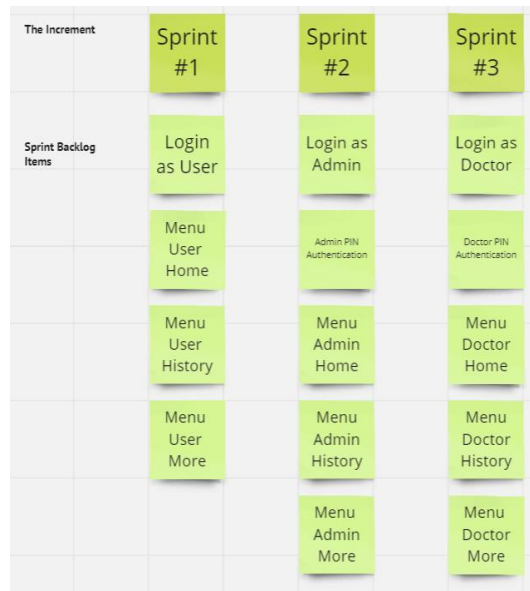 The Increment
Sprint
#1
Sprint
#2
Sprint
#3
Sprint Backlog
Items
Login
as User
Login as
Admin
Login as
Doctor
Menu
User
Home
Admin PIN
Authentication
Doctor PIN
Authentication
Menu
User
History
Menu
Admin
Home
Menu
Doctor
Home
Menu
User
More
Menu
Admin
History
Menu
Doctor
History
Menu
Admin
More
Menu
Doctor
More